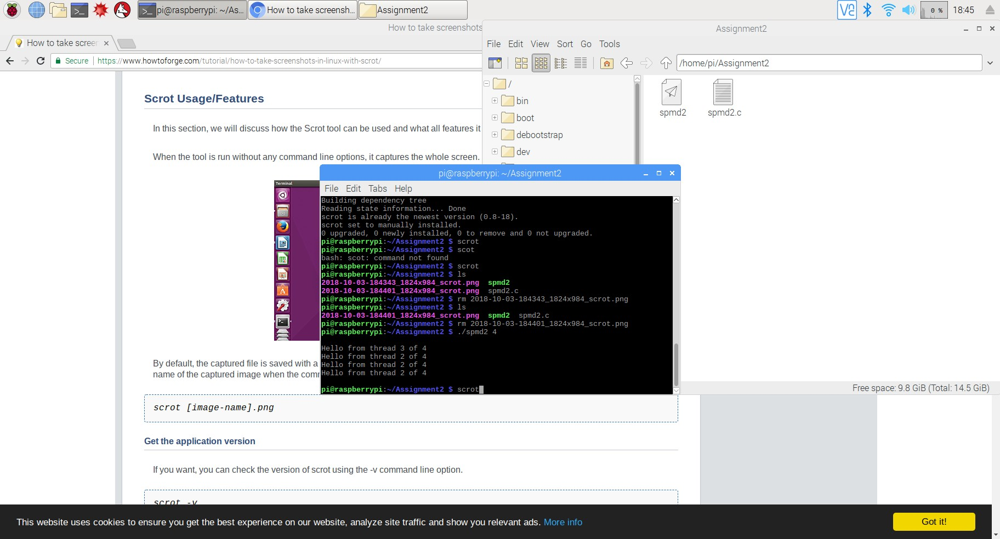 pi@raspberrypi: ~/As...
How to take screensh...
Assignment2
VNC
0 %
18:45
How to take screenshots
Assignment2
How to take screen
File Edit View Sort Go Tools
Secure
https://www.howtoforge.com/tutorial/how-to-take-screenshots-in-linux-with-scrot/
/home/pi/Assignment2
/
bin
boot
debootstrap
dev
spmd2
spmd2.c
Scrot Usage/Features
In this section, we will discuss how the Scrot tool can be used and what all features it
When the tool is run without any command line options, it captures the whole screen.
Terminal
By default, the captured file is saved with a
name of the captured image when the com
pi@raspberrypi: ~/Assignment2
File Edit Tabs Help
Building dependency tree
Reading state information... Done
scrot is already the newest version (0.8-18).
scrot set to manually installed.
0 upgraded, 0 newly installed, 0 to remove and 0 not upgraded.
pi@raspberrypi:~/Assignment2 $ scrot
pi@raspberrypi:~/Assignment2 $ scot
bash: scot: command not found
pi@raspberrypi:~/Assignment2 $ scrot
pi@raspberrypi:~/Assignment2 $ ls
2018-10-03-184343_1824x984_scrot.png  spmd2
2018-10-03-184401_1824x984_scrot.png  spmd2.c
pi@raspberrypi:~/Assignment2 $ rm 2018-10-03-184343_1824x984_scrot.png
pi@raspberrypi:~/Assignment2 $ ls
2018-10-03-184401_1824x984_scrot.png  spmd2  spmd2.c
pi@raspberrypi:~/Assignment2 $ rm 2018-10-03-184401_1824x984_scrot.png
pi@raspberrypi:~/Assignment2 $ ./spmd2 4
Hello from thread 3 of 4
Hello from thread 2 of 4
Hello from thread 2 of 4
Hello from thread 2 of 4
pi@raspberrypi:~/Assignment2 $ scrot
Free space: 9.8 GiB (Total: 14.5 GiB)
scrot [image-name].png
Get the application version
If you want, you can check the version of scrot using the -v command line option.
scrot -v
This website uses cookies to ensure you get the best experience on our website, analyze site traffic and show you relevant ads. More info
Got it!